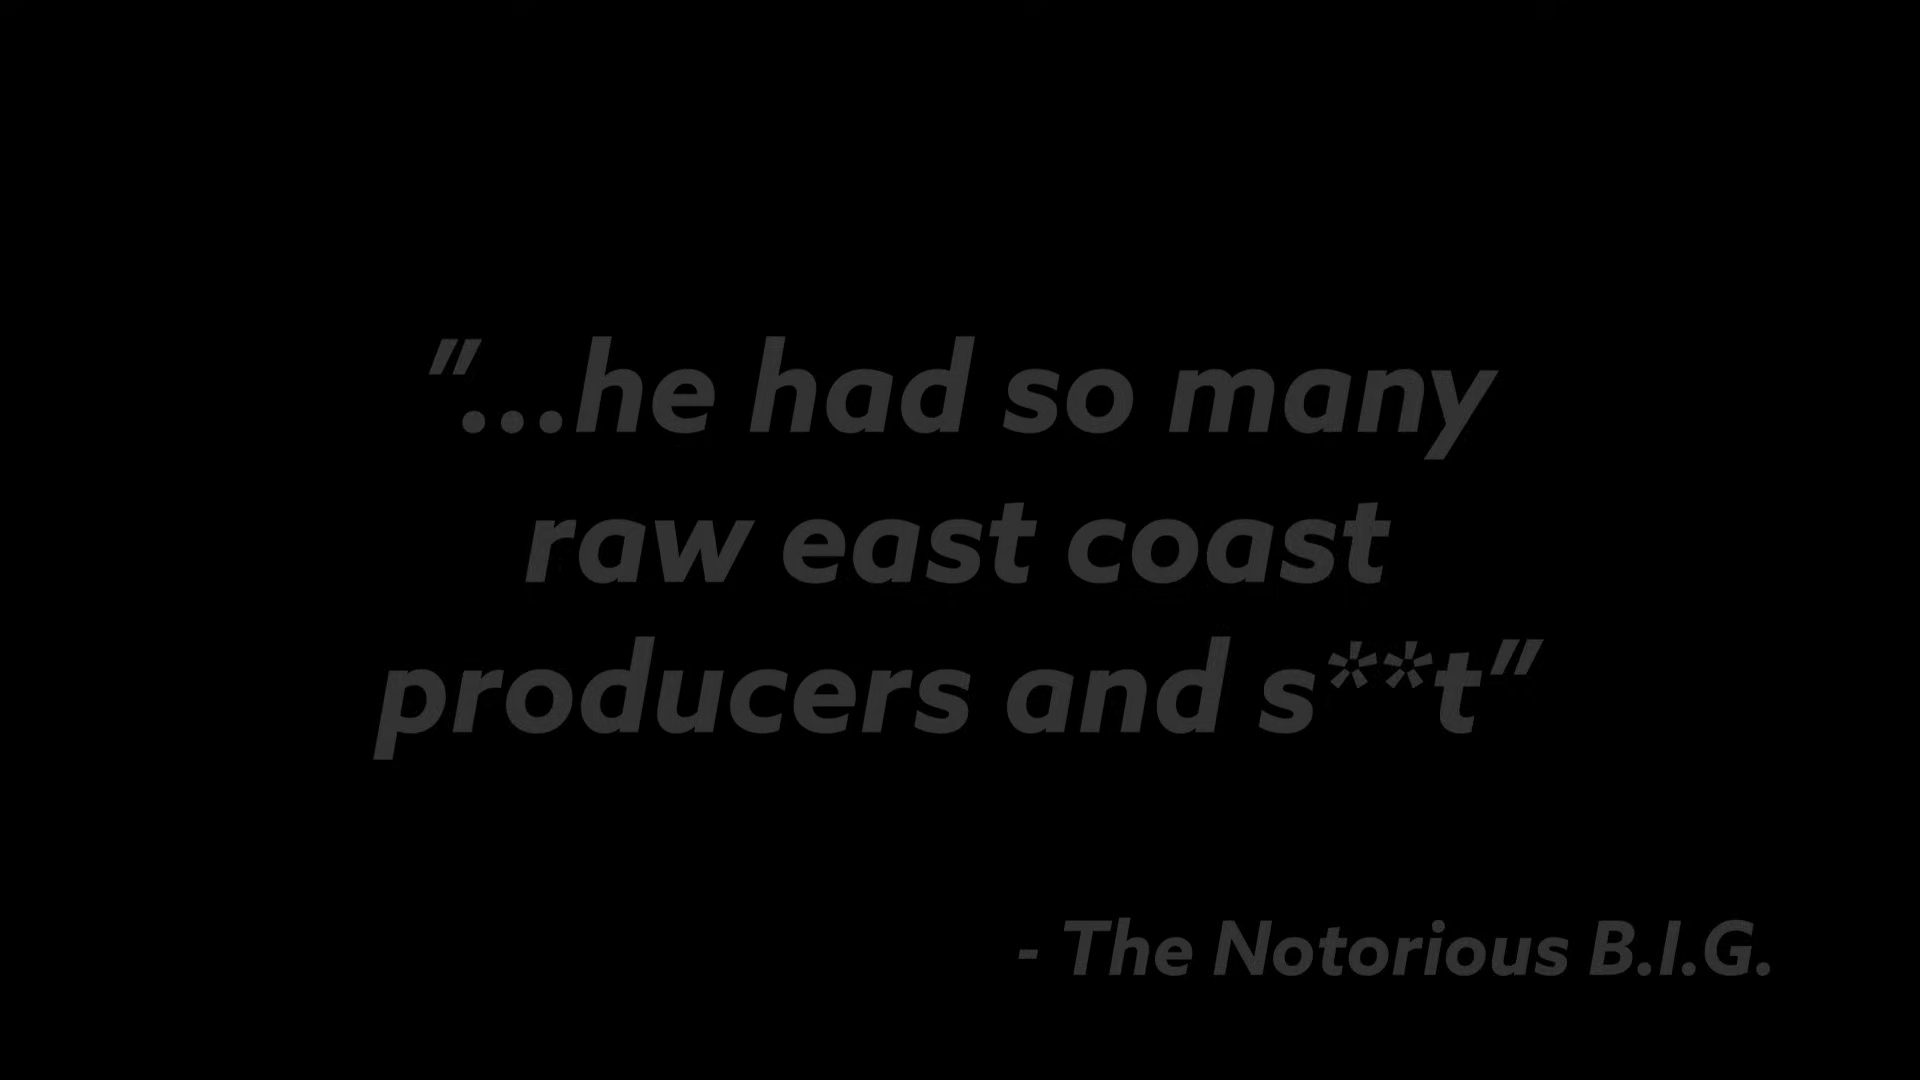 "...he had so many
raw east coast
producers and s**t”
- The Notorious B.I.G.